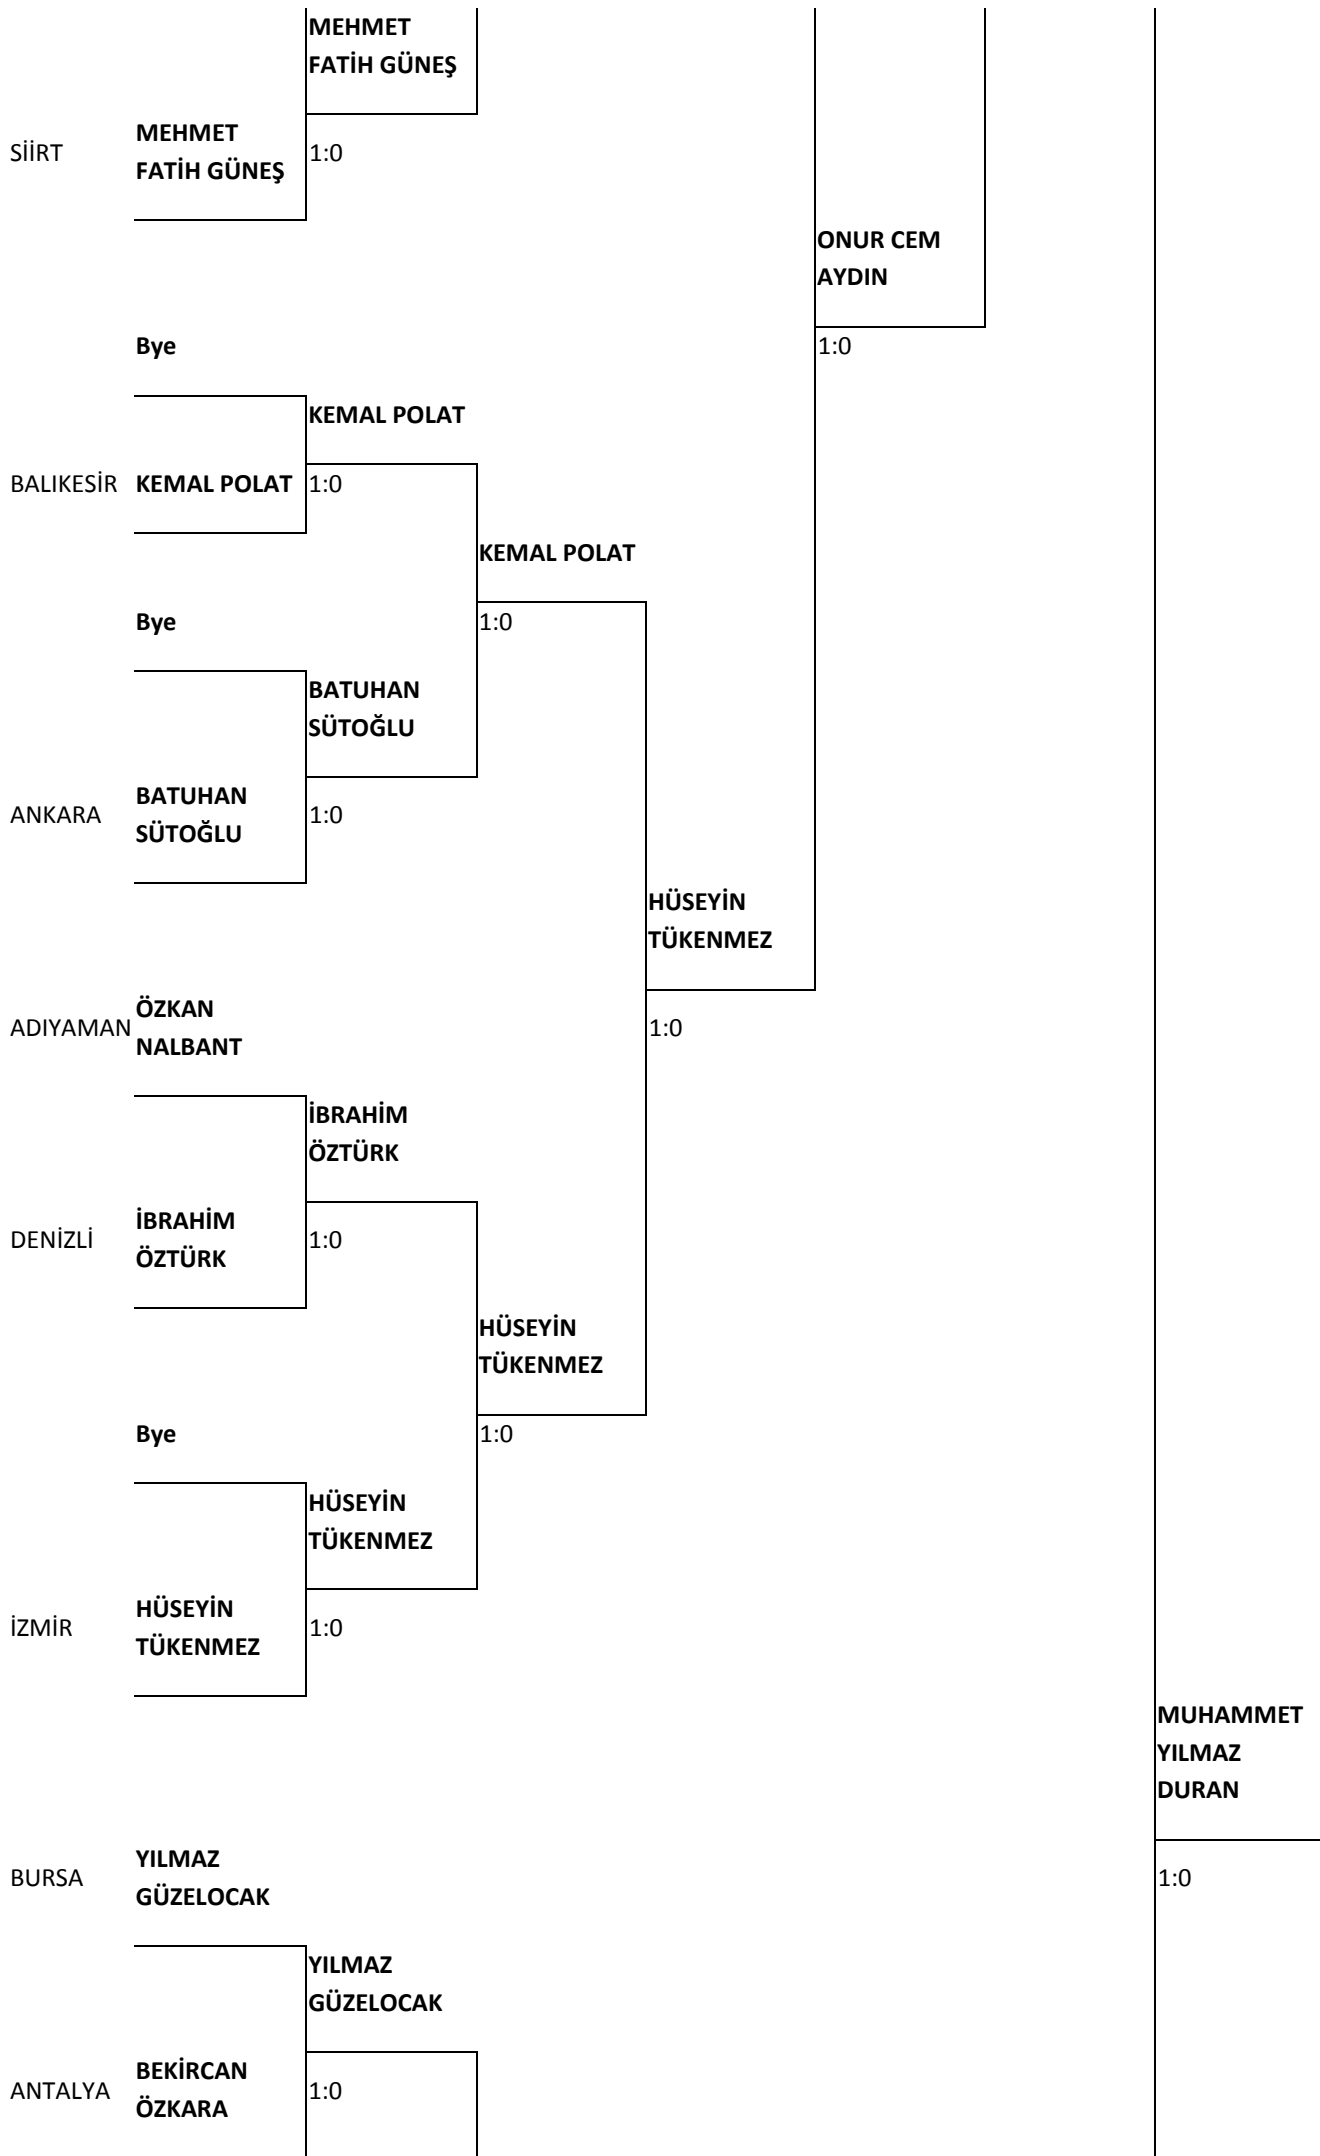 MEHMET
FATİH GÜNEŞ
SİİRT
MEHMET
FATİH GÜNEŞ
1:0
ONUR CEM
AYDIN
Bye
1:0
KEMAL POLAT
BALIKESİR KEMAL POLAT 1:0
KEMAL POLAT
Bye
1:0
BATUHAN
SÜTOĞLU
ANKARA
BATUHAN
SÜTOĞLU
1:0
HÜSEYİN
TÜKENMEZ
ADIYAMAN
ÖZKAN
NALBANT
1:0
İBRAHİM
ÖZTÜRK
DENİZLİ
İBRAHİM
ÖZTÜRK
1:0
HÜSEYİN
TÜKENMEZ
Bye
1:0
HÜSEYİN
TÜKENMEZ
İZMİR
HÜSEYİN
TÜKENMEZ
1:0
MUHAMMET
YILMAZ
DURAN
BURSA
YILMAZ
GÜZELOCAK
1:0
YILMAZ
GÜZELOCAK
ANTALYA
BEKİRCAN
ÖZKARA
1:0